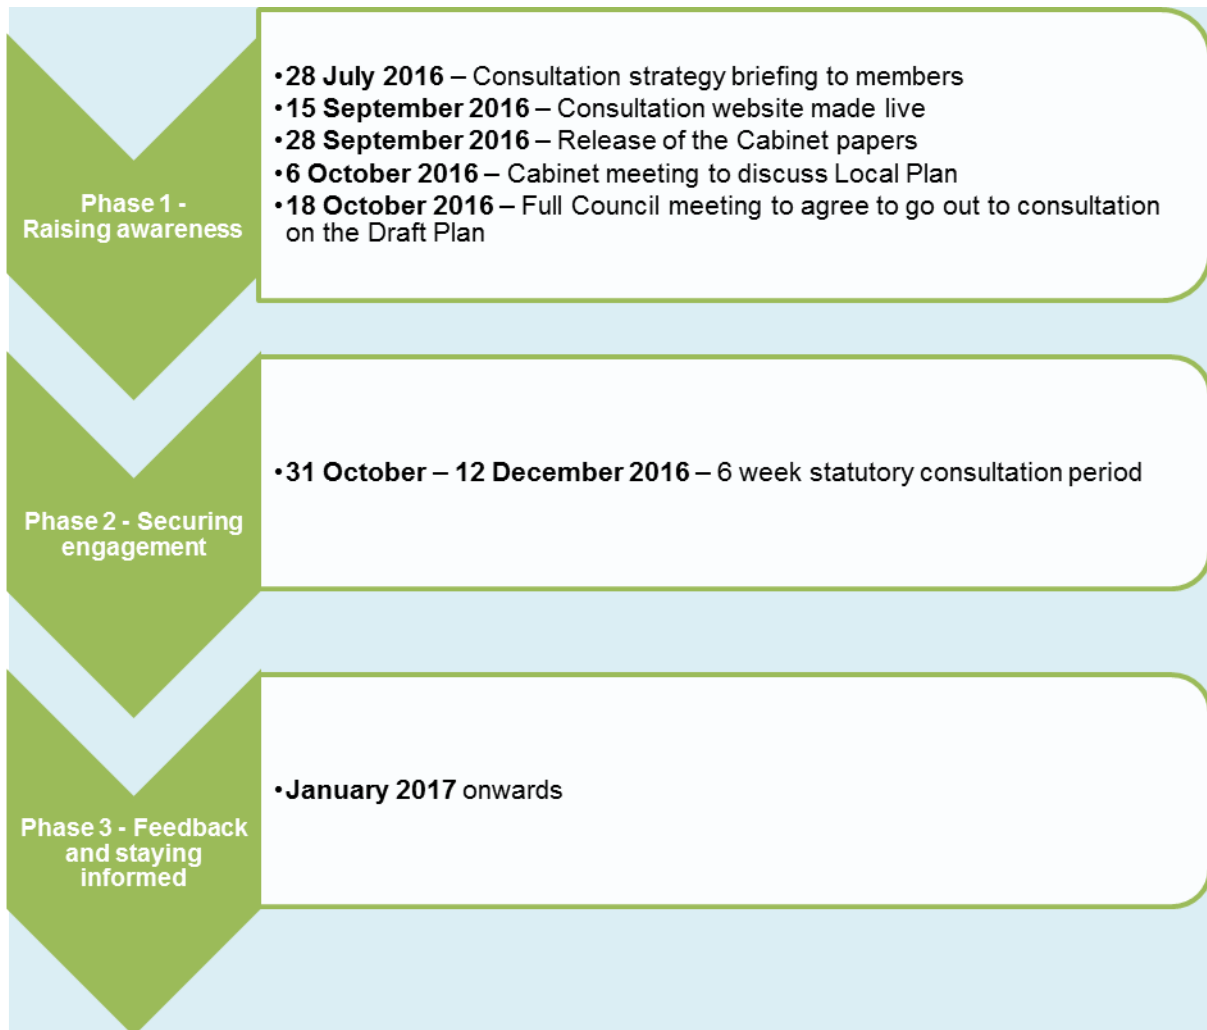 Phase 1 -
Raising awareness
•28 July 2016 – Consultation strategy briefing to members
•15 September 2016 – Consultation website made live
•28 September 2016 – Release of the Cabinet papers
•6 October 2016 – Cabinet meeting to discuss Local Plan
•18 October 2016 – Full Council meeting to agree to go out to consultation
on the Draft Plan
Phase 2 - Securing
engagement
•31 October – 12 December 2016 – 6 week statutory consultation period
Phase 3 - Feedback
and staying
informed
•January 2017 onwards